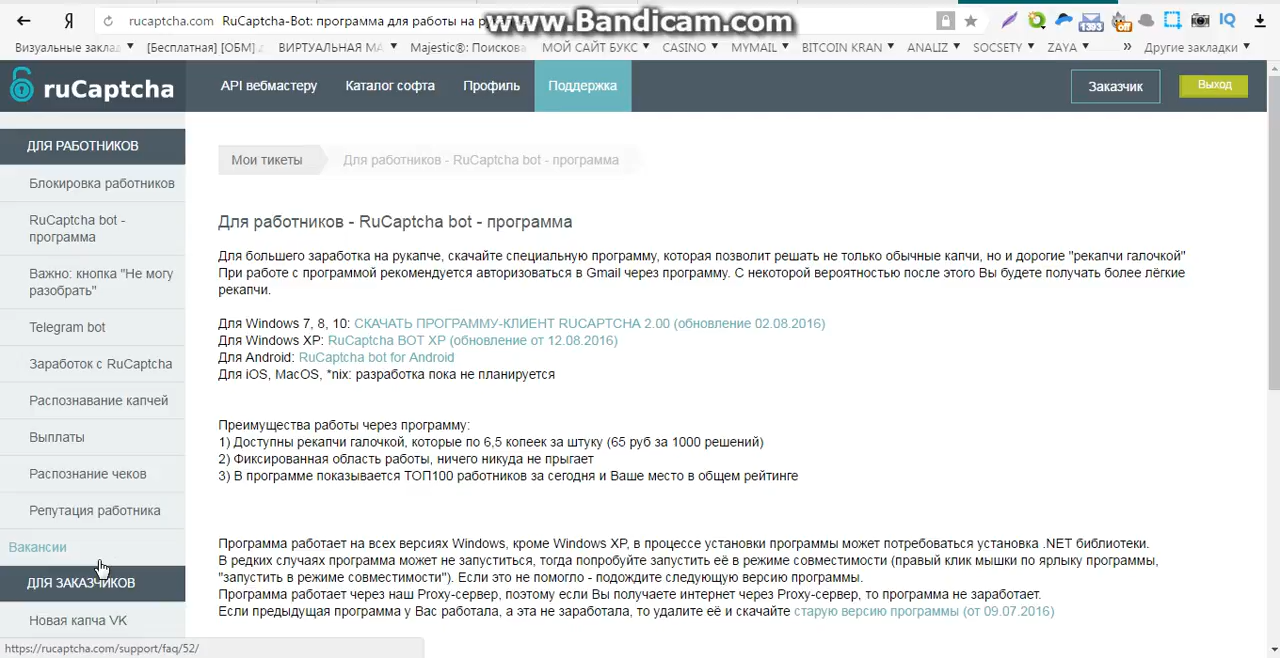 Я rucaptcha.com RuCaptcha-Bot: программа для работы на р
www.Bandicam.com
1393
off
IQ
Визуальные заклад [Бесплатная] [ОБМ] ВИРТУАЛЬНАЯ МА Majestic®: Поискова МОЙ САЙТ БУКС CASINO MYMAIL BITCOIN KRAN ANALIZ SOCSETY ZAYA » Другие закладки
ruCaptcha
API вебмастеру Каталог софта Профиль Поддержка Заказчик Выход
ДЛЯ РАБОТНИКОВ
Блокировка работников
RuCaptcha bot -
программа
Важно: кнопка "Не могу
разобрать"
Telegram bot
Заработок с RuCaptcha
Распознавание капчей
Выплаты
Распознание чеков
Репутация работника
Вакансии
ДЛЯ ЗАКАЗЧИКОВ
Новая капча VK
Мои тикеты Для работников - RuCaptcha bot - программа
Для работников - RuCaptcha bot - программа
Для большего заработка на рукапче, скачайте специальную программу, которая позволит решать не только обычные капчи, но и дорогие "рекапчи галочкой"
При работе с программой рекомендуется авторизоваться в Gmail через программу. С некоторой вероятностью после этого Вы будете получать более лёгкие
рекапчи.
Для Windows 7, 8, 10: СКАЧАТЬ ПРОГРАММУ-КЛИЕНТ RUCAPTCHA 2.00 (обновление 02.08.2016)
Для Windows XP: RuCaptcha BOT XP (обновление от 12.08.2016)
Для Android: RuCaptcha bot for Android
Для iOS, MacOS, *nix: разработка пока не планируется
Преимущества работы через программу:
1) Доступны рекапчи галочкой, которые по 6,5 копеек за штуку (65 руб за 1000 решений)
2) Фиксированная область работы, ничего никуда не прыгает
3) В программе показывается ТОП100 работников за сегодня и Ваше место в общем рейтинге
Программа работает на всех версиях Windows, кроме Windows XP, в процессе установки программы может потребоваться установка .NET библиотеки.
В редких случаях программа может не запуститься, тогда попробуйте запустить её в режиме совместимости (правый клик мышки по ярлыку программы,
"запустить в режиме совместимости"). Если это не помогло - подождите следующую версию программы.
Программа работает через наш Proxy-сервер, поэтому если Вы получаете интернет через Proxy-сервер, то программа не заработает.
Если предыдущая программа у Вас работала, а эта не заработала, то удалите её и скачайте старую версию программы (от 09.07.2016)
https://rucaptcha.com/support/faq/52/